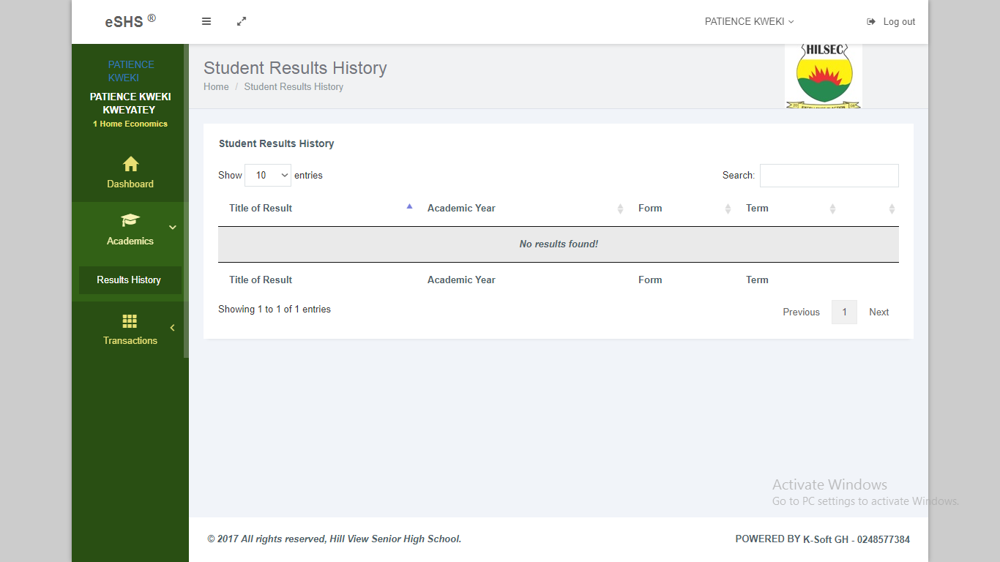 eSHS ®
PATIENCE KWEKI
Log out
PATIENCE
KWEKI
PATIENCE KWEKI
KWEYATEY
1 Home Economics
Dashboard
Academics
Results History
Transactions
Student Results History
Home / Student Results History
HILSEC
20
EXCELLENCE IN ACTION
Student Results History
Show 10 entries
Search:
Title of Result Academic Year Form Term
No results found!
Title of Result Academic Year Form Term
Showing 1 to 1 of 1 entries
Previous 1 Next
Activate Windows
Go to PC settings to activate Windows.
© 2017 All rights reserved, Hill View Senior High School.
POWERED BY K-Soft GH - 0248577384